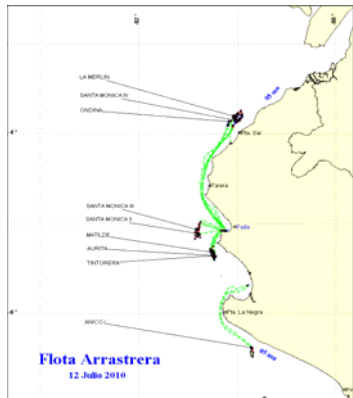 LA MERLIN
SANTA MONICA IV
ONDINA
Pta. Sal
Talara
SANTA MONICA III
SANTA MONICA II
MATILDE
AURITA
TINTORERA
Paita
ANICO I
Pta. La Negra
Flota Arrastrera
12 Julio 2010